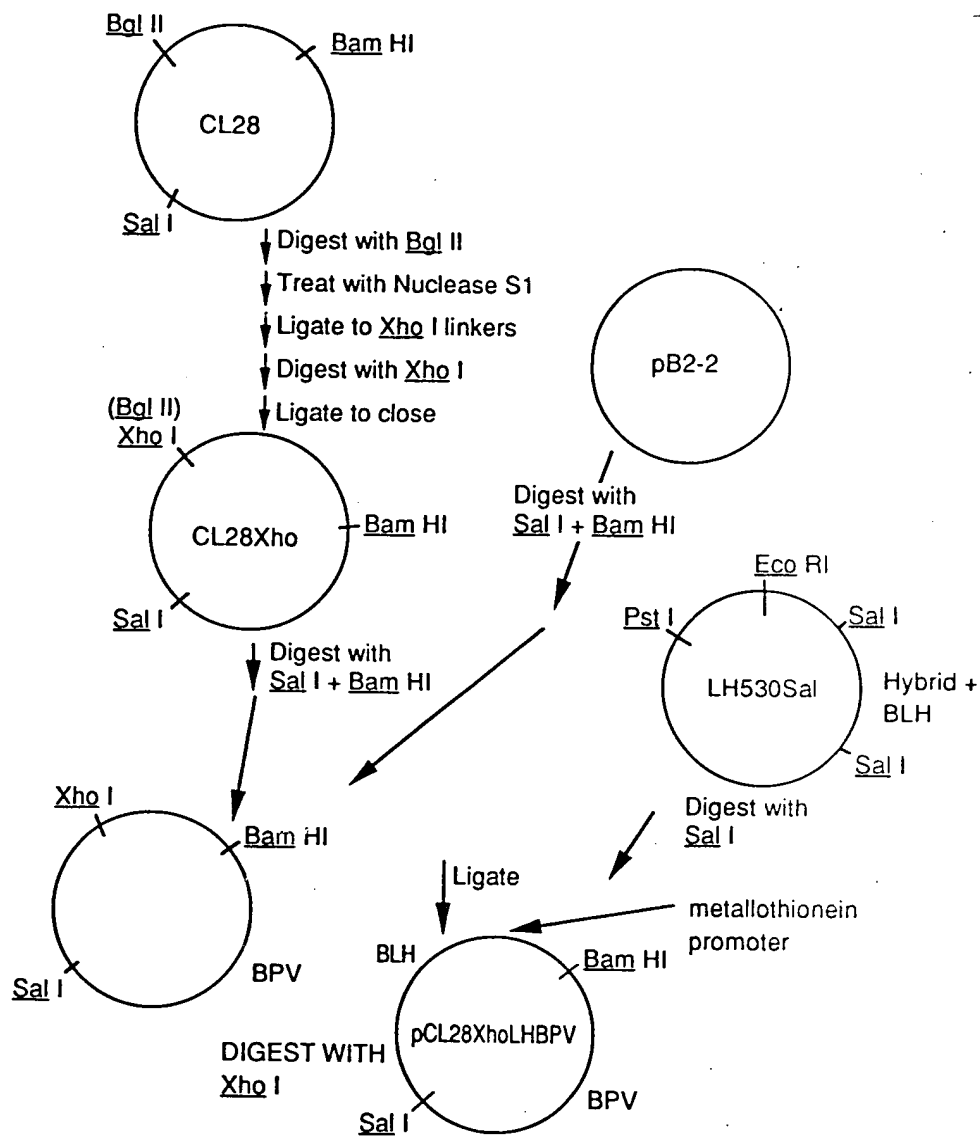 Bgl II
Bam HI
CL28
Sal I
Digest with Bgl II
Treat with Nuclease S1
Ligate to Xho I linkers
Digest with Xho I
Ligate to close
pB2-2
(Bgl II)
Xho I
Bam HI
CL28Xho
Sal I
Digest with
Sal I + Bam HI
Digest with
Sal I + Bam HI
Eco RI
Pst I
Sal I
LH530Sal
Hybrid +
BLH
Sal I
Digest with
Sal I
Xho I
Bam HI
Sal I
BPV
Ligate
metallothionein
promoter
BLH
Bam HI
pCL28XhoLHBPV
DIGEST WITH
Xho I
Sal I
BPV